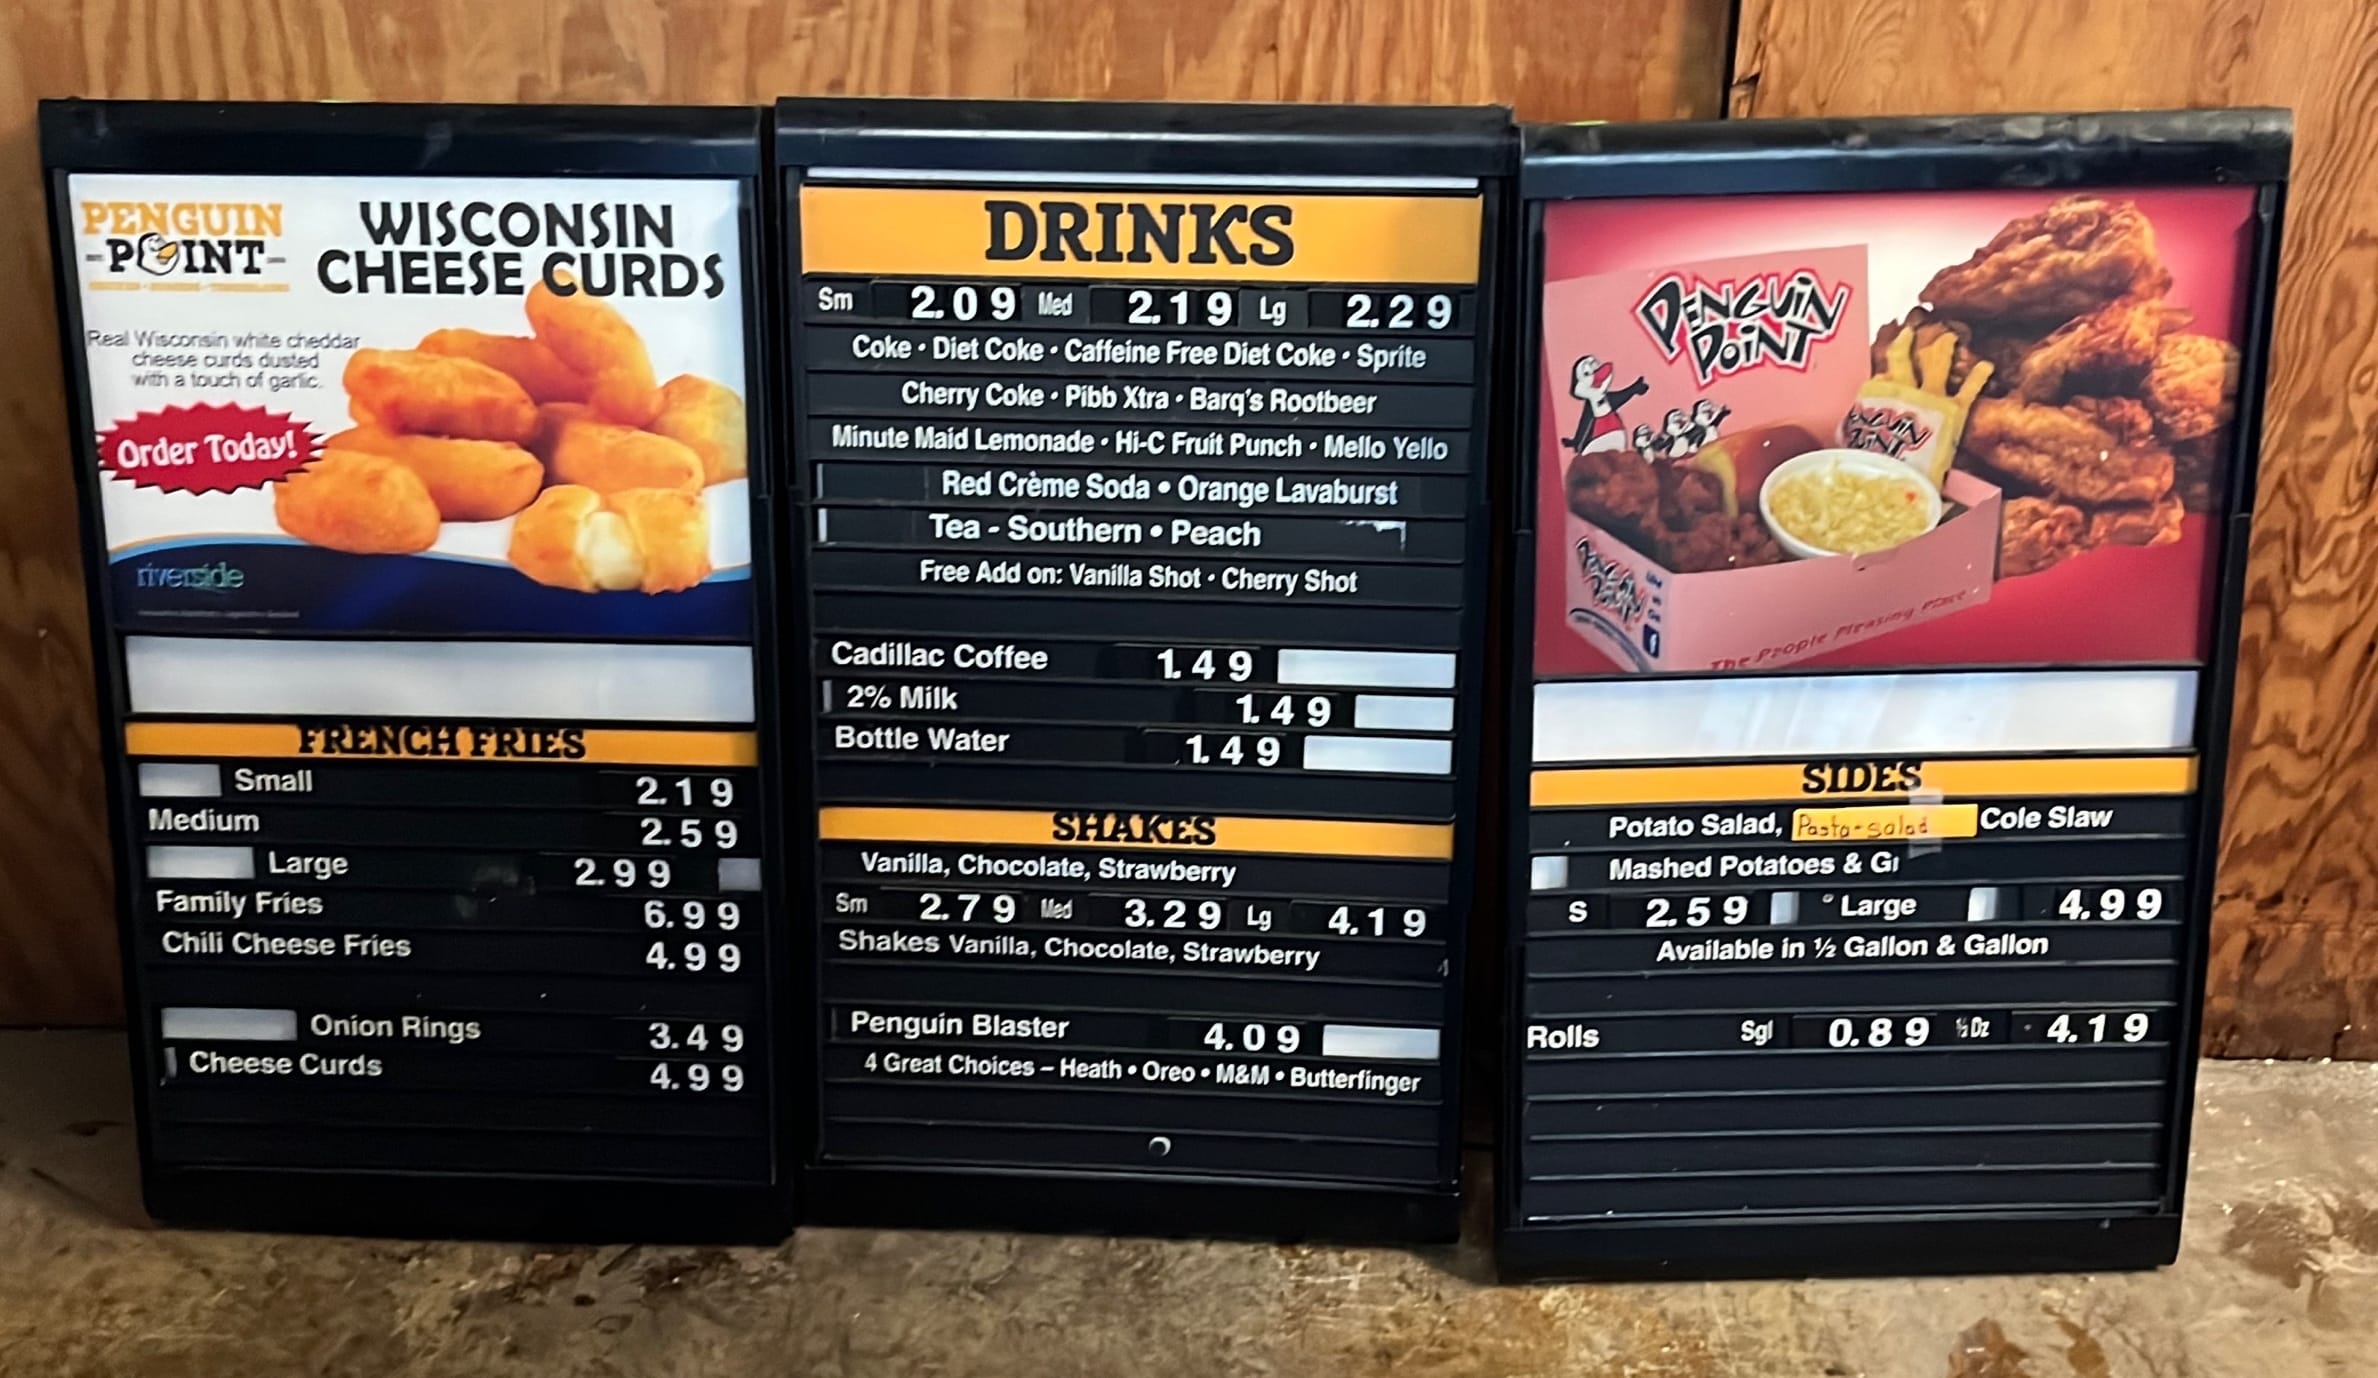 PENGUIN
POINT
WISCONSIN
CHEESE CURDS
Real Wisconsin white cheddar
cheese curds dusted
with a touch of garlic.
Order Today!
riverside
FRENCH FRIES
Small 2.19
Medium 2.59
Large 2.99
Family Fries 6.99
Chili Cheese Fries 4.99
Onion Rings 3.49
Cheese Curds 4.99
DRINKS
Sm 2.09 Med 2.19 Lg 2.29
Coke • Diet Coke • Caffeine Free Diet Coke • Sprite
Cherry Coke • Pibb Xtra • Barq's Rootbeer
Minute Maid Lemonade • Hi-C Fruit Punch • Mello Yello
Red Crème Soda • Orange Lavaburst
Tea - Southern • Peach
Free Add on: Vanilla Shot • Cherry Shot
Cadillac Coffee 1.49
2% Milk 1.49
Bottle Water 1.49
SHAKES
Vanilla, Chocolate, Strawberry
Sm 2.79 Med 3.29 Lg 4.19
Shakes Vanilla, Chocolate, Strawberry
Penguin Blaster 4.09
4 Great Choices – Heath • Oreo • M&M • Butterfinger
PENGUIN
POINT
PENGUIN
POINT
PENGUIN
POINT
The People Pleasing Place
SIDES
Potato Salad, Pasta-salad Cole Slaw
Mashed Potatoes & G
S 2.59 Large 4.99
Available in ½ Gallon & Gallon
Rolls Sgl 0.89 ½ Dz 4.19